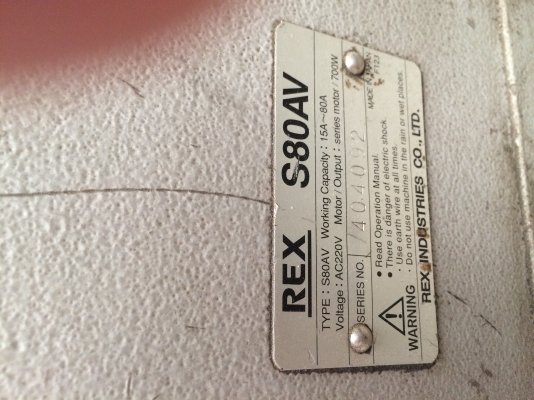 REX S80AV
TYPE : S80AV Working Capacity : 15A～80A
Voltage : AC220V Motor / Output : series motor / 700W
SERIES NO. 404002
MADE IN
WARNING
• Read Operation Manual.
• There is danger of electric shock.
· Use earth wire at all times.
· Do not use machine in the rain or wet places.
REX INDUSTRIES CO., LTD.